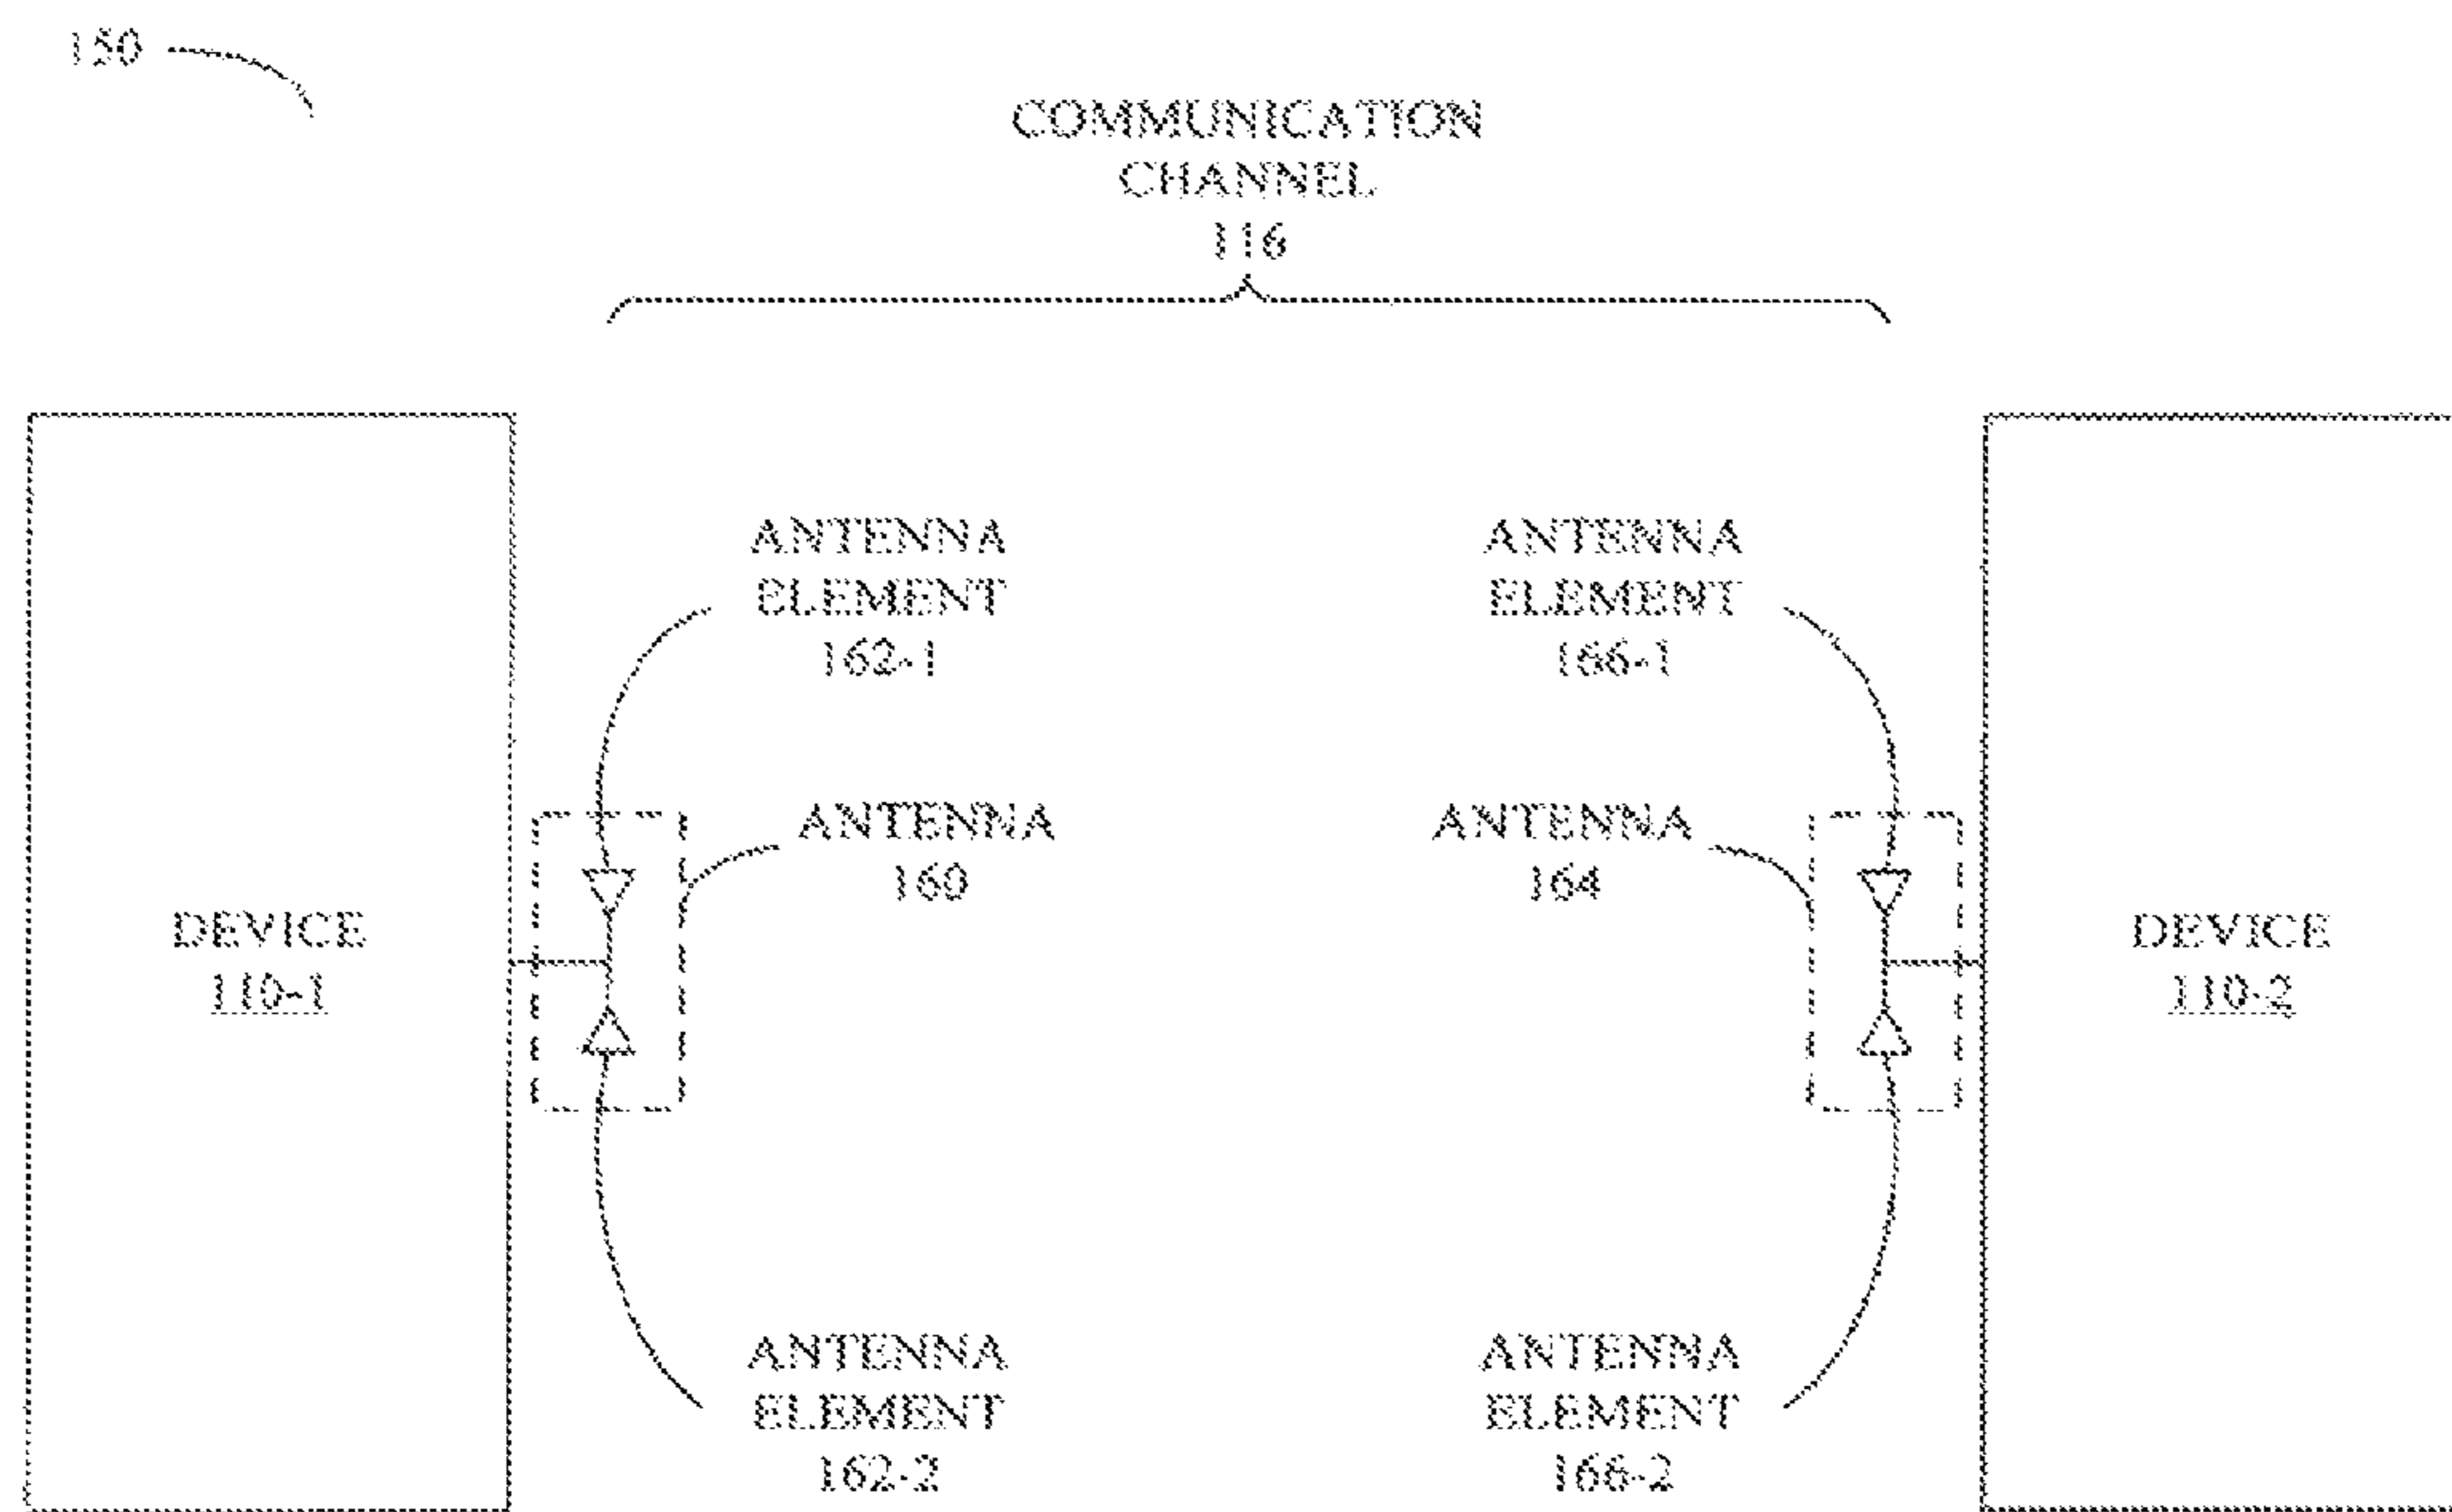 150
COMMUNICATION
CHANNEL
116
ANTENNA
ELEMENT
162-1
ANTENNA
ELEMENT
166-1
ANTENNA
160
ANTENNA
164
DEVICE
110-1
DEVICE
110-2
ANTENNA
ELEMENT
162-2
ANTENNA
ELEMENT
166-2